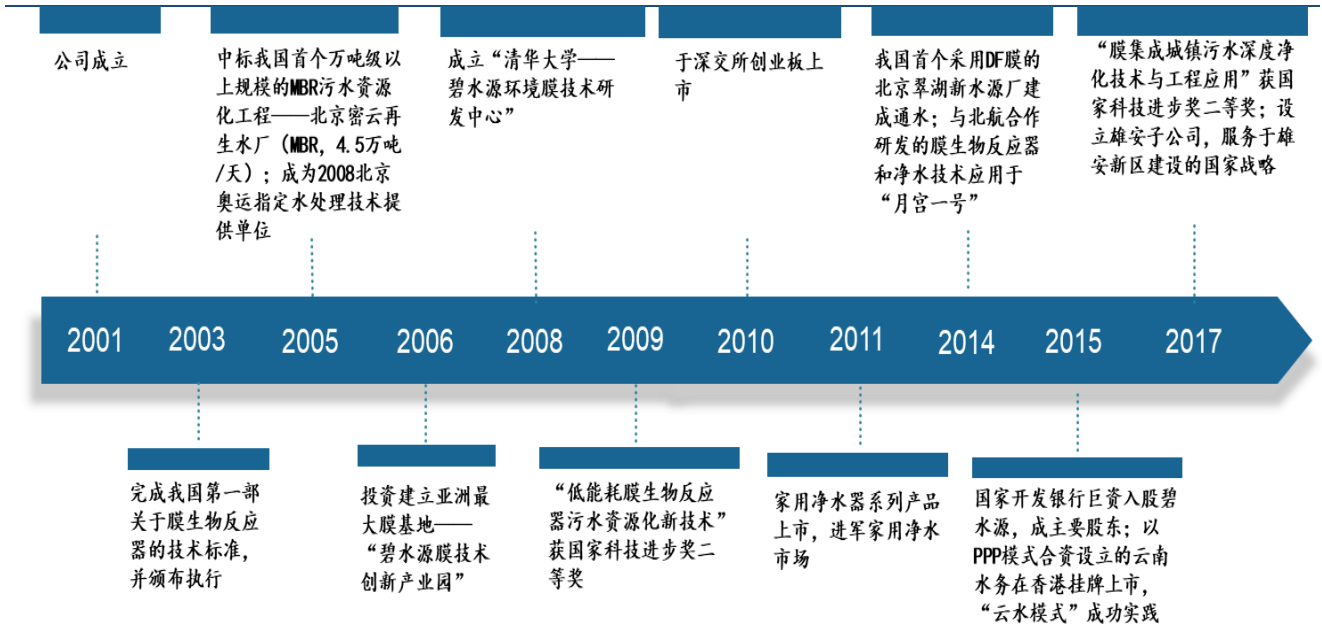 公司成立
中标我国首个万吨级以
上规模的MBR污水资源
化工程——北京密云再
生水厂（MBR, 4.5万吨
/天）；成为2008北京
奥运指定水处理技术提
供单位
成立“清华大学——
碧水源环境膜技术研
发中心”
于深交所创业板上
市
我国首个采用DF膜的
北京翠湖新水源厂建
成通水；与北航合作
研发的膜生物反应器
和净水技术应用于
“月宫一号”
“膜集成城镇污水深度净
化技术与工程应用”获国
家科技进步奖二等奖；设
立雄安子公司，服务于雄
安新区建设的国家战略
2001
2003
2005
2006
2008
2009
2010
2011
2014
2015
2017
完成我国第一部
关于膜生物反应
器的技术标准，
并颁布执行
投资建立亚洲最
大膜基地——
“碧水源膜技术
创新产业园”
“低能耗膜生物反应
器污水资源化新技术”
获国家科技进步奖二
等奖
家用净水器系列产品
上市，进军家用净水
市场
国家开发银行巨资入股碧
水源，成主要股东；以
PPP模式合资设立的云南
水务在香港挂牌上市，
“云水模式”成功实践